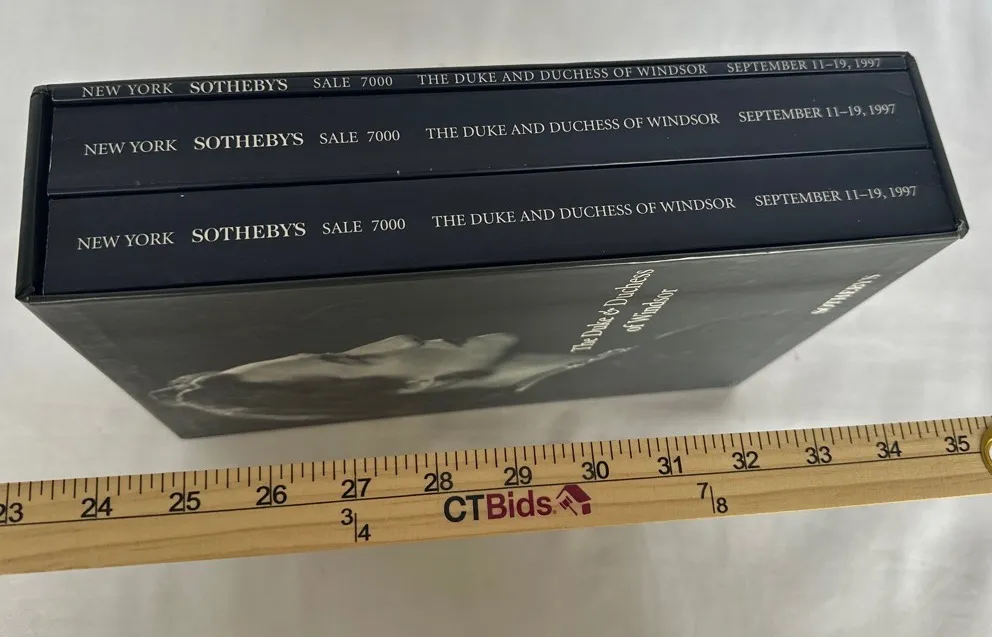 NEW YORK SOTHEBY'S SALE 7000 THE DUKE AND DUCHESS OF WINDSOR SEPTEMBER 11–19, 1997
NEW YORK SOTHEBY'S SALE 7000 THE DUKE AND DUCHESS OF WINDSOR SEPTEMBER 11–19, 1997
NEW YORK SOTHEBY'S SALE 7000 THE DUKE AND DUCHESS OF WINDSOR SEPTEMBER 11–19, 1997
The Duke & Duchess
of Windsor
SOTHEBY'S
23 24 25 26 27 28 29 30 31 32 33 34 35
CTBids
3|4
7|8